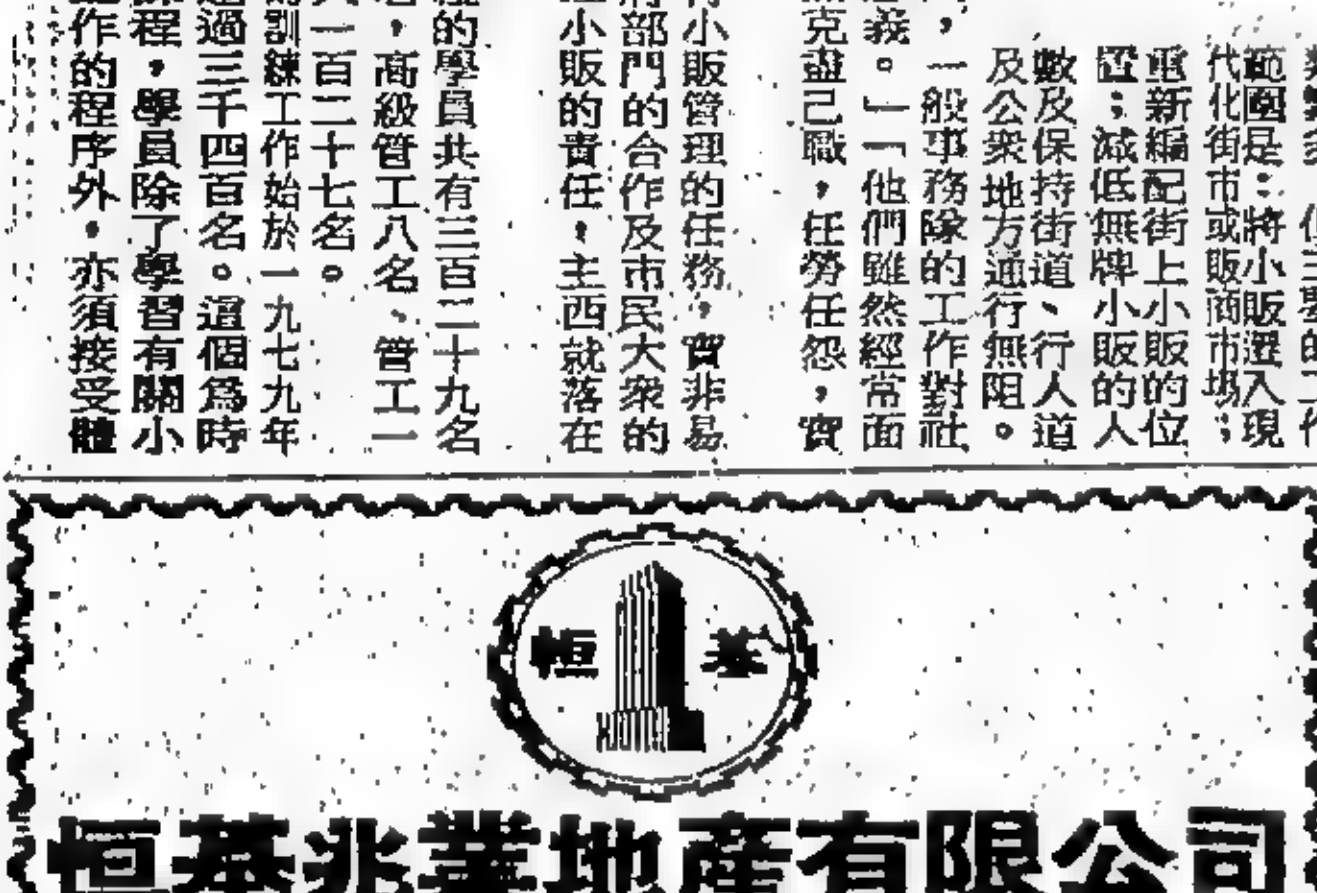 範圍是：將小販遷入現
代化街市或販商市場；
重新編配街上小販的位
置；減低無牌小販的人
數及保持街道、行人道
及公衆地方通行無阻。
，一般事務隊的工作對社
義。」「他們雖然經常面
克盡己職，任勞任怨，實
小販管理的任務，實非易
部門的合作及市民大衆的
小販的責任，主西就落在
的學員共有三百二十九名
，高級管工八名、管工一
一百二十七名。
訓練工作始於一九七九年
過三千四百名。這個爲時
程，學員除了學習有關小
作的程序外，亦須接受體
恒基
恒基兆業地產有限公司